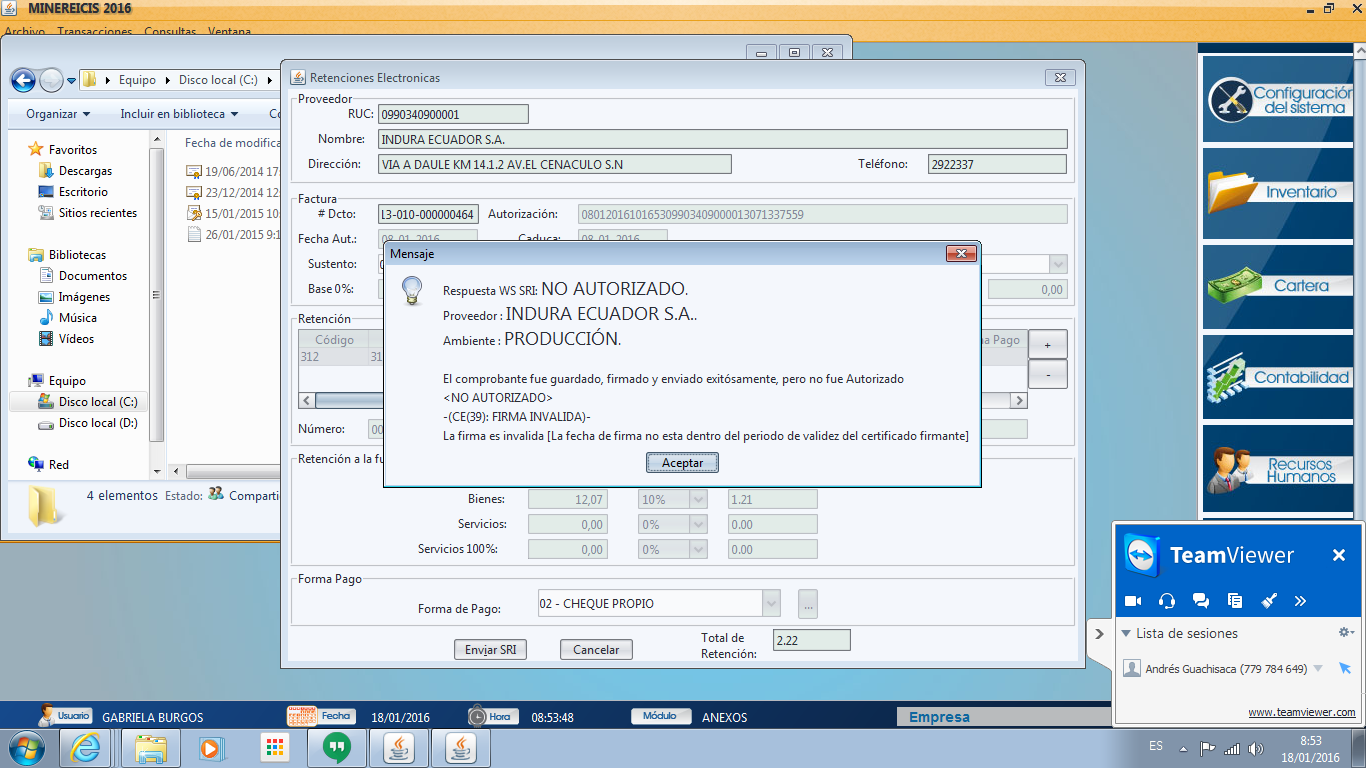 MINEREICIS 2016
Archivo Transacciones Consultas Ventana
Equipo Disco local (C:)
Organizar Incluir en biblioteca
Favoritos
Descargas
Escritorio
Sitios recientes
Bibliotecas
Documentos
Imágenes
Música
Vídeos
Equipo
Disco local (C:)
Disco local (D:)
Red
Fecha de modifica
19/06/2014 17:
23/12/2014 12:
15/01/2015 10:
26/01/2015 9:1
4 elementos Estado: Comparti
Retenciones Electronicas
Proveedor
RUC: 0990340900001
Nombre: INDURA ECUADOR S.A.
Dirección: VIA A DAULE KM 14.1.2 AV.EL CENACULO S.N Teléfono: 2922337
Factura
# Dcto: 13-010-000000464 Autorización: 0801201610165309903409000013071337559
Fecha Aut.: 08-01-2016 Caduca: 08-01-2016
Sustento:
Base 0%: 0,00
Retención
Código
312 31
na Pago
+
-
Número: 00
Retención a la fu
Mensaje
Respuesta WS SRI: NO AUTORIZADO.
Proveedor : INDURA ECUADOR S.A..
Ambiente : PRODUCCIÓN.
El comprobante fue guardado, firmado y enviado exitósamente, pero no fue Autorizado
<NO AUTORIZADO>
-(CE(39): FIRMA INVALIDA)-
La firma es invalida [La fecha de firma no esta dentro del periodo de validez del certificado firmante]
Aceptar
Bienes: 12,07 10% 1.21
Servicios: 0,00 0% 0.00
Servicios 100%: 0,00 0% 0.00
Forma Pago
Forma de Pago: 02 - CHEQUE PROPIO ...
Enviar SRI Cancelar Total de Retención: 2.22
Configuración del sistema
Inventario
Cartera
Contabilidad
Recursos Humanos
TeamViewer
Lista de sesiones
Andrés Guachisaca (779 784 649)
www.teamviewer.com
Usuario GABRIELA BURGOS Fecha 18/01/2016 Hora 08:53:48 Módulo ANEXOS Empresa
ES 8:53
18/01/2016